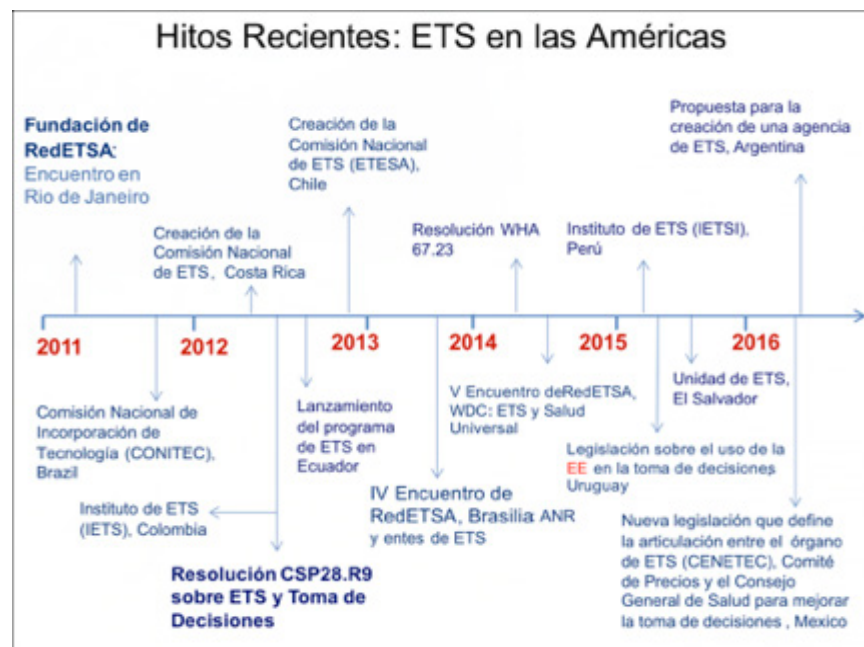 Hitos Recientes: ETS en las Américas
Fundación de
RedETSA:
Encuentro en
Rio de Janeiro
Creación de la
Comisión Nacional
de ETS, Costa Rica
Creación de la
Comisión Nacional
de ETS (ETESA),
Chile
Resolución WHA
67.23
Instituto de ETS (IETSI),
Perú
Propuesta para la
creación de una agencia
de ETS, Argentina
2011
2012
2013
2014
2015
2016
Comisión Nacional de
Incorporación de
Tecnología (CONITEC),
Brazil
Instituto de ETS
(IETS), Colombia
Resolución CSP28.R9
sobre ETS y Toma de
Decisiones
Lanzamiento
del programa
de ETS en
Ecuador
IV Encuentro de
RedETSA, Brasilia: ANR
y entes de ETS
V Encuentro deRedETSA,
WDC: ETS y Salud
Universal
Legislación sobre el uso de la
EE en la toma de decisiones,
Uruguay
Unidad de ETS,
El Salvador
Nueva legislación que define
la articulación entre el órgano
de ETS (CENETEC), Comité
de Precios y el Consejo
General de Salud para mejorar
la toma de decisiones , Mexico